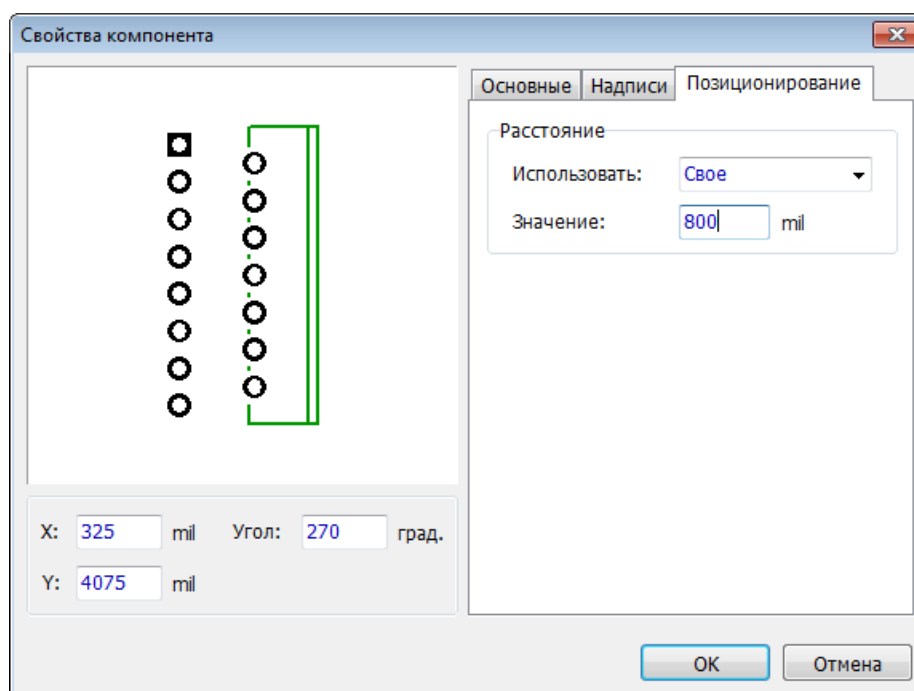 Свойства компонента
Основные Надписи Позиционирование
Расстояние
Использовать: Свое
Значение: 800 mil
X: 325 mil Угол: 270 град.
Y: 4075 mil
OK Отмена